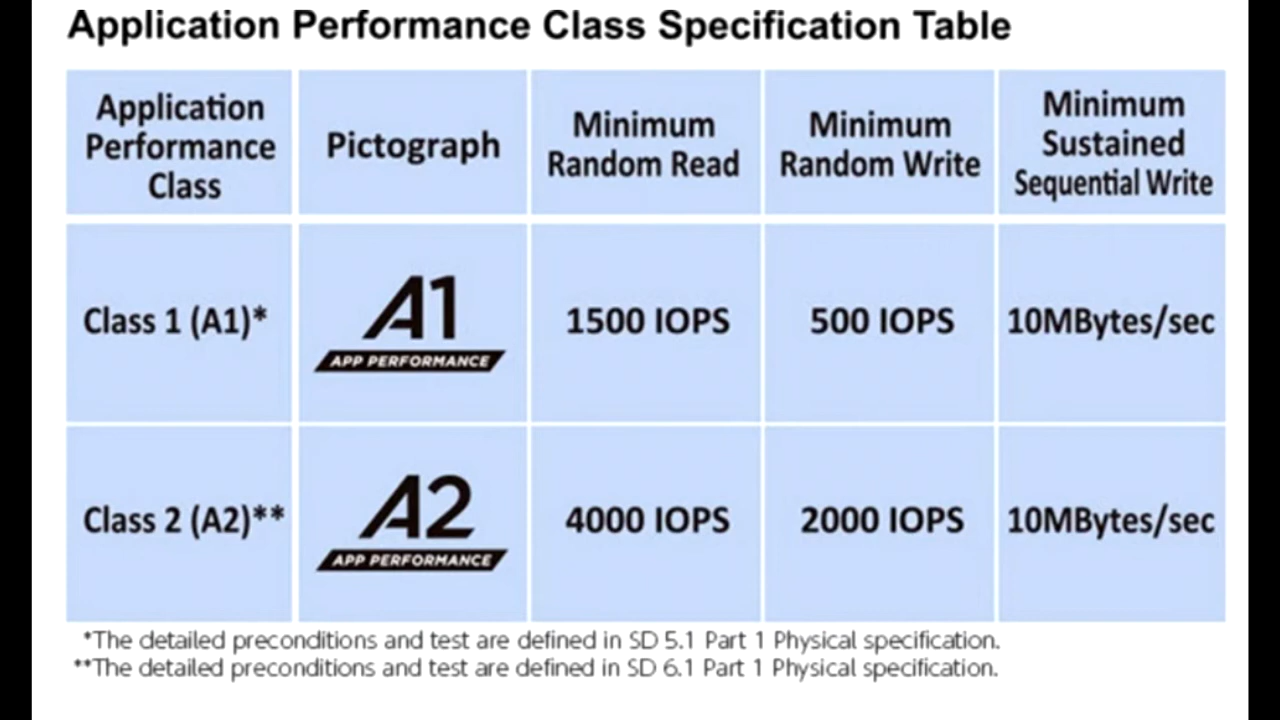 Application Performance Class Specification Table
Application
Performance
Class
Pictograph
Minimum
Random Read
Minimum
Random Write
Minimum
Sustained
Sequential Write
Class 1 (A1)*
A1
APP PERFORMANCE
1500 IOPS
500 IOPS
10MBytes/sec
Class 2 (A2)**
A2
APP PERFORMANCE
4000 IOPS
2000 IOPS
10MBytes/sec
*The detailed preconditions and test are defined in SD 5.1 Part 1 Physical specification.
**The detailed preconditions and test are defined in SD 6.1 Part 1 Physical specification.